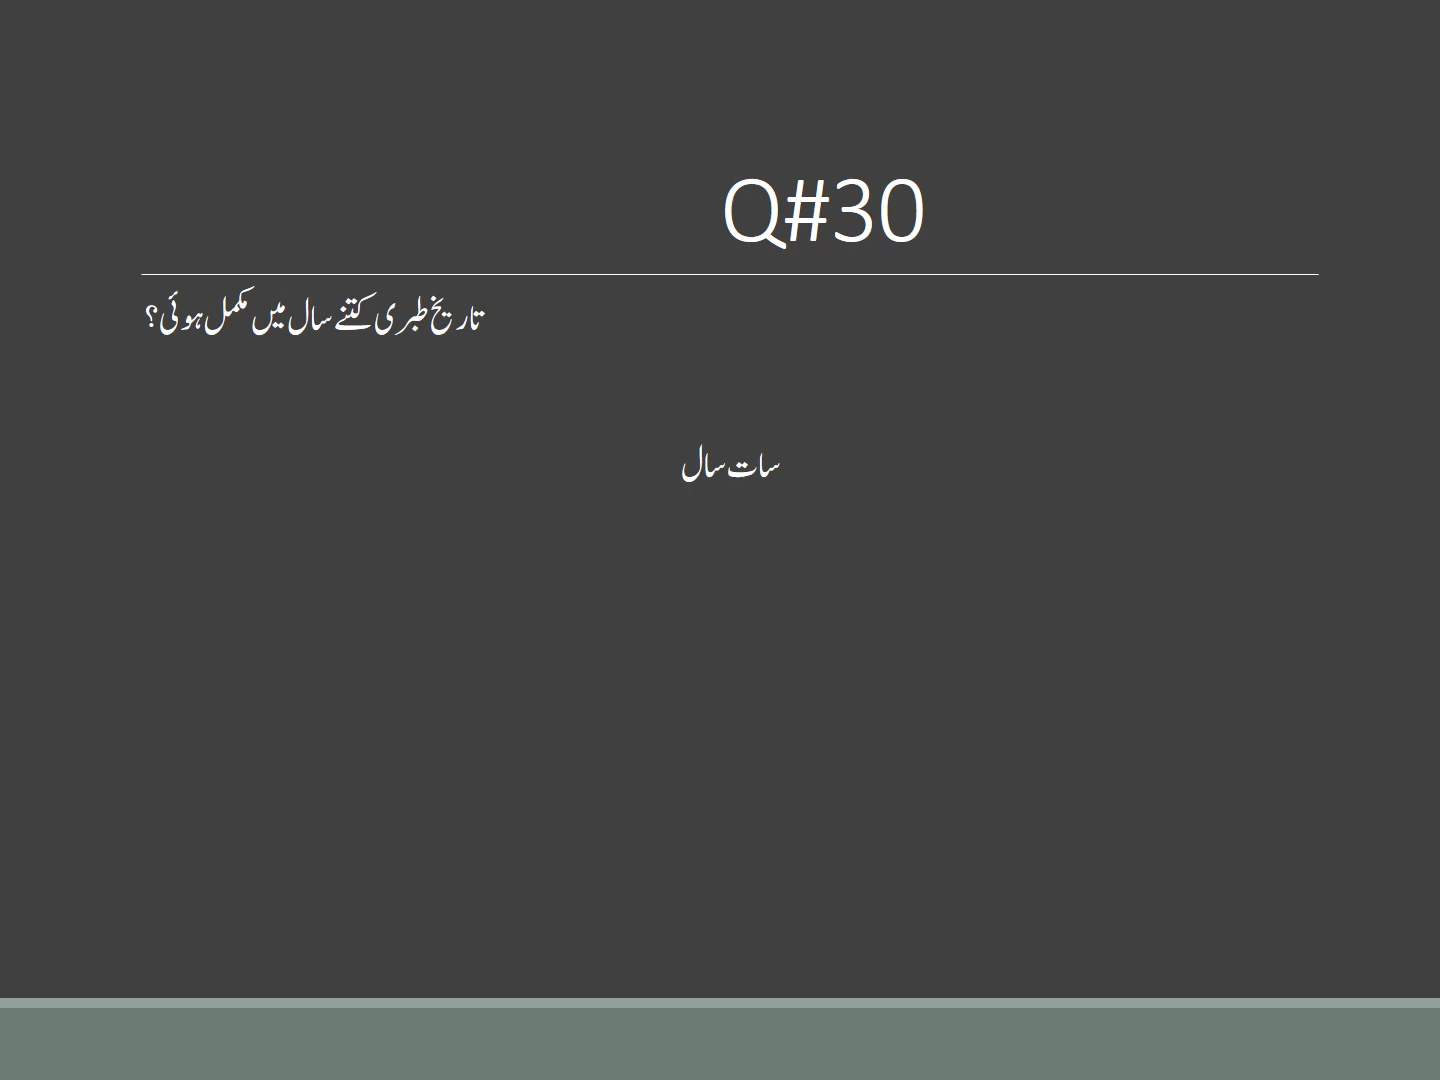 Q#30
تاریخ طبری کتنے سال میں مکمل ہوئی؟
سات سال